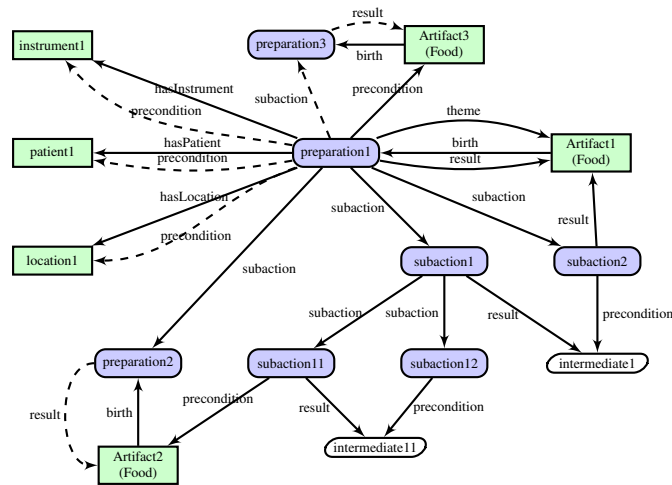 result
instrument1
preparation3
Artifact3
(Food)
birth
hasInstrument
precondition
subaction
precondition
theme
patient1
hasPatient
precondition
preparation1
birth
result
Artifact1
(Food)
hasLocation
precondition
subaction
subaction
result
location1
subaction
subaction1
subaction2
subaction
subaction
result
precondition
preparation2
subaction11
subaction12
intermediate1
result
birth
precondition
result
precondition
intermediate11
Artifact2
(Food)